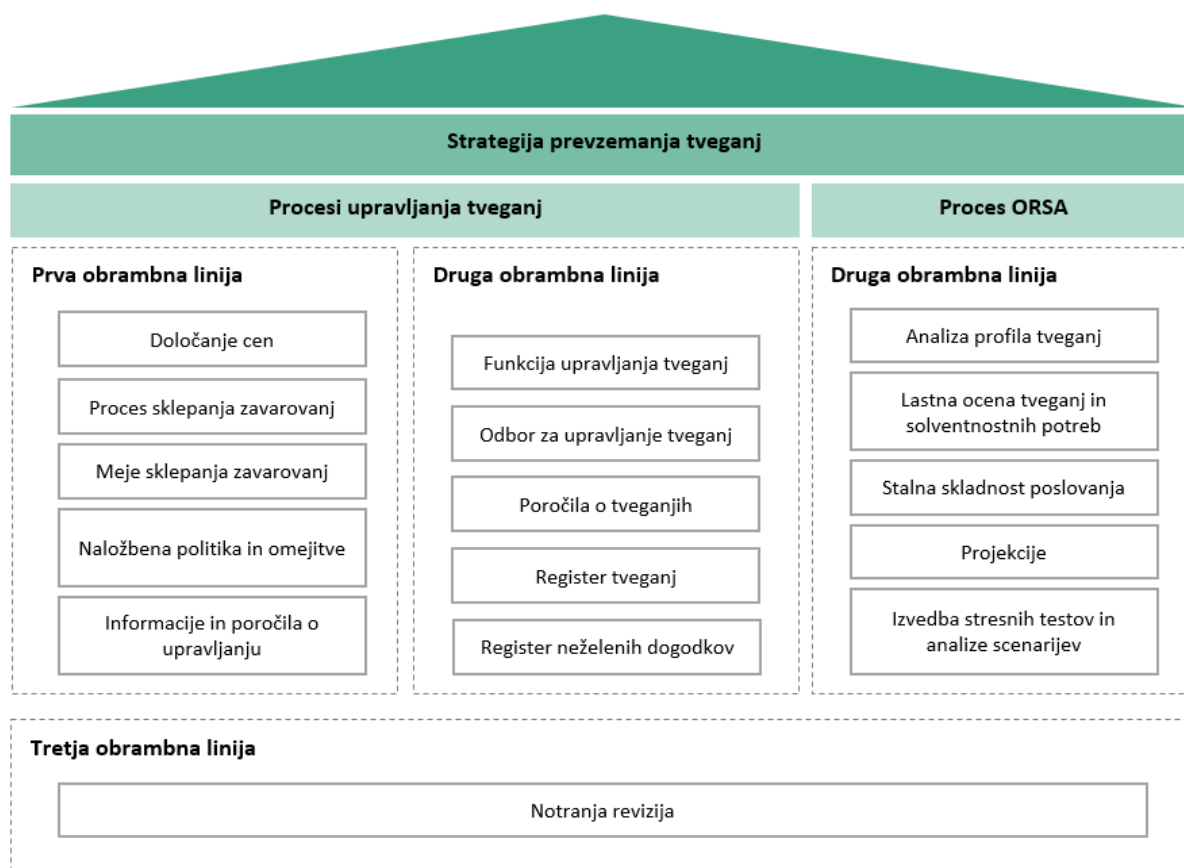 Strategija prevzemanja tveganj
Procesi upravljanja tveganj
Proces ORSA
Prva obrambna linija
Določanje cen
Proces sklepanja zavarovanj
Meje sklepanja zavarovanj
Naložbena politika in omejitve
Informacije in poročila o
upravljanju
Druga obrambna linija
Funkcija upravljanja tveganj
Odbor za upravljanje tveganj
Poročila o tveganjih
Register tveganj
Register neželenih dogodkov
Druga obrambna linija
Analiza profila tveganj
Lastna ocena tveganj in
solventnostnih potreb
Stalna skladnost poslovanja
Projekcije
Izvedba stresnih testov in
analize scenarijev
Tretja obrambna linija
Notranja revizija